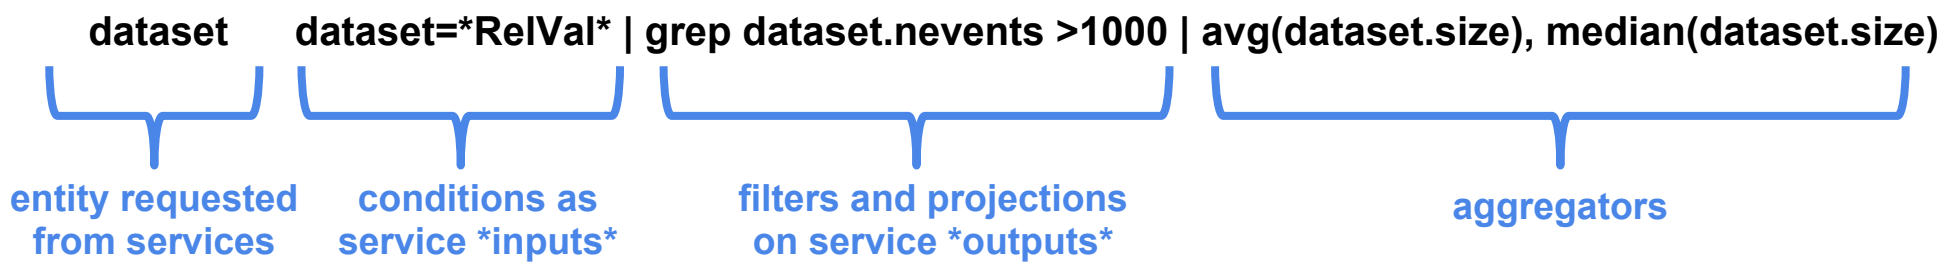 dataset dataset=*RelVal* | grep dataset.nevents >1000 | avg(dataset.size), median(dataset.size)
entity requested
from services
conditions as
service *inputs*
filters and projections
on service *outputs*
aggregators